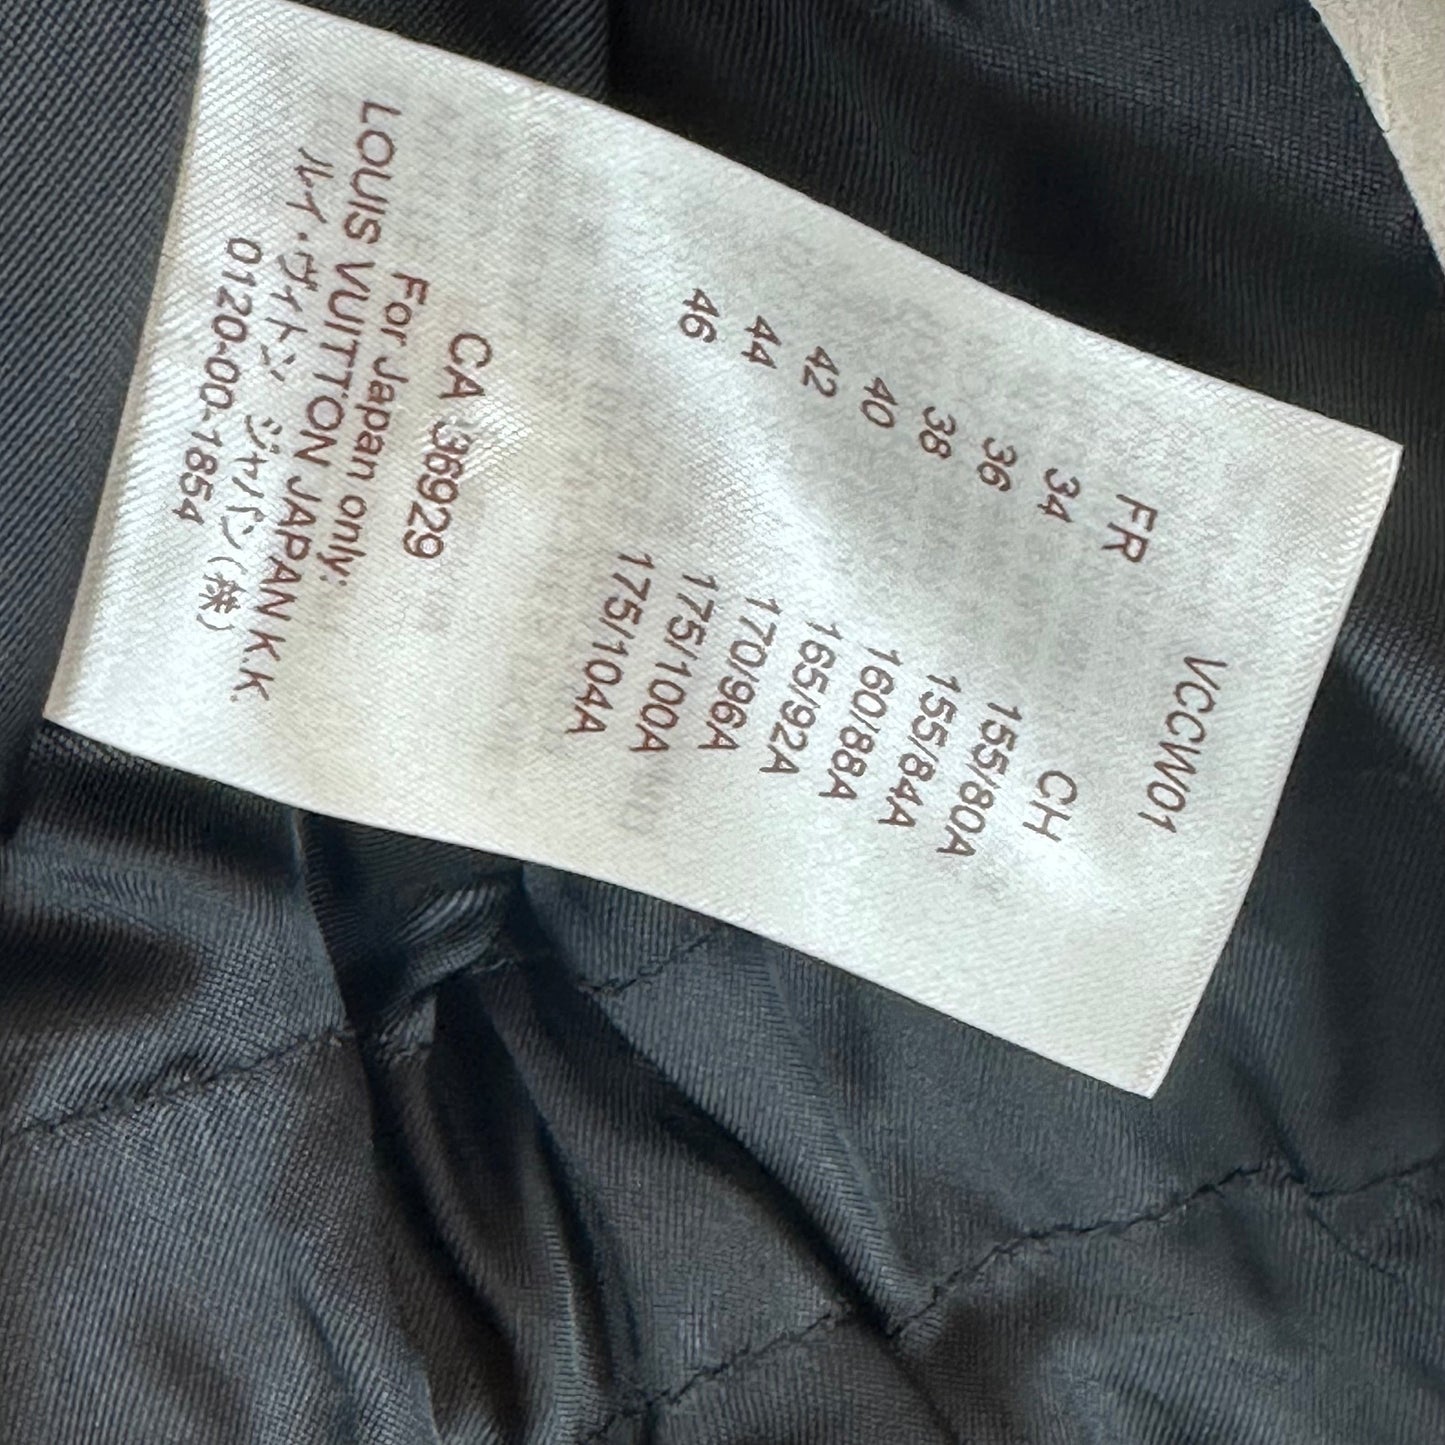 VCCW01
FR CH
34 155/80A
36 155/84A
38 160/88A
40 165/92A
42 170/96A
44 175/100A
46 175/104A
CA 36929
For Japan only:
LOUIS VUITTON JAPAN K.K.
ルイ・ヴィトン ジャパン(株)
0120-00-1854